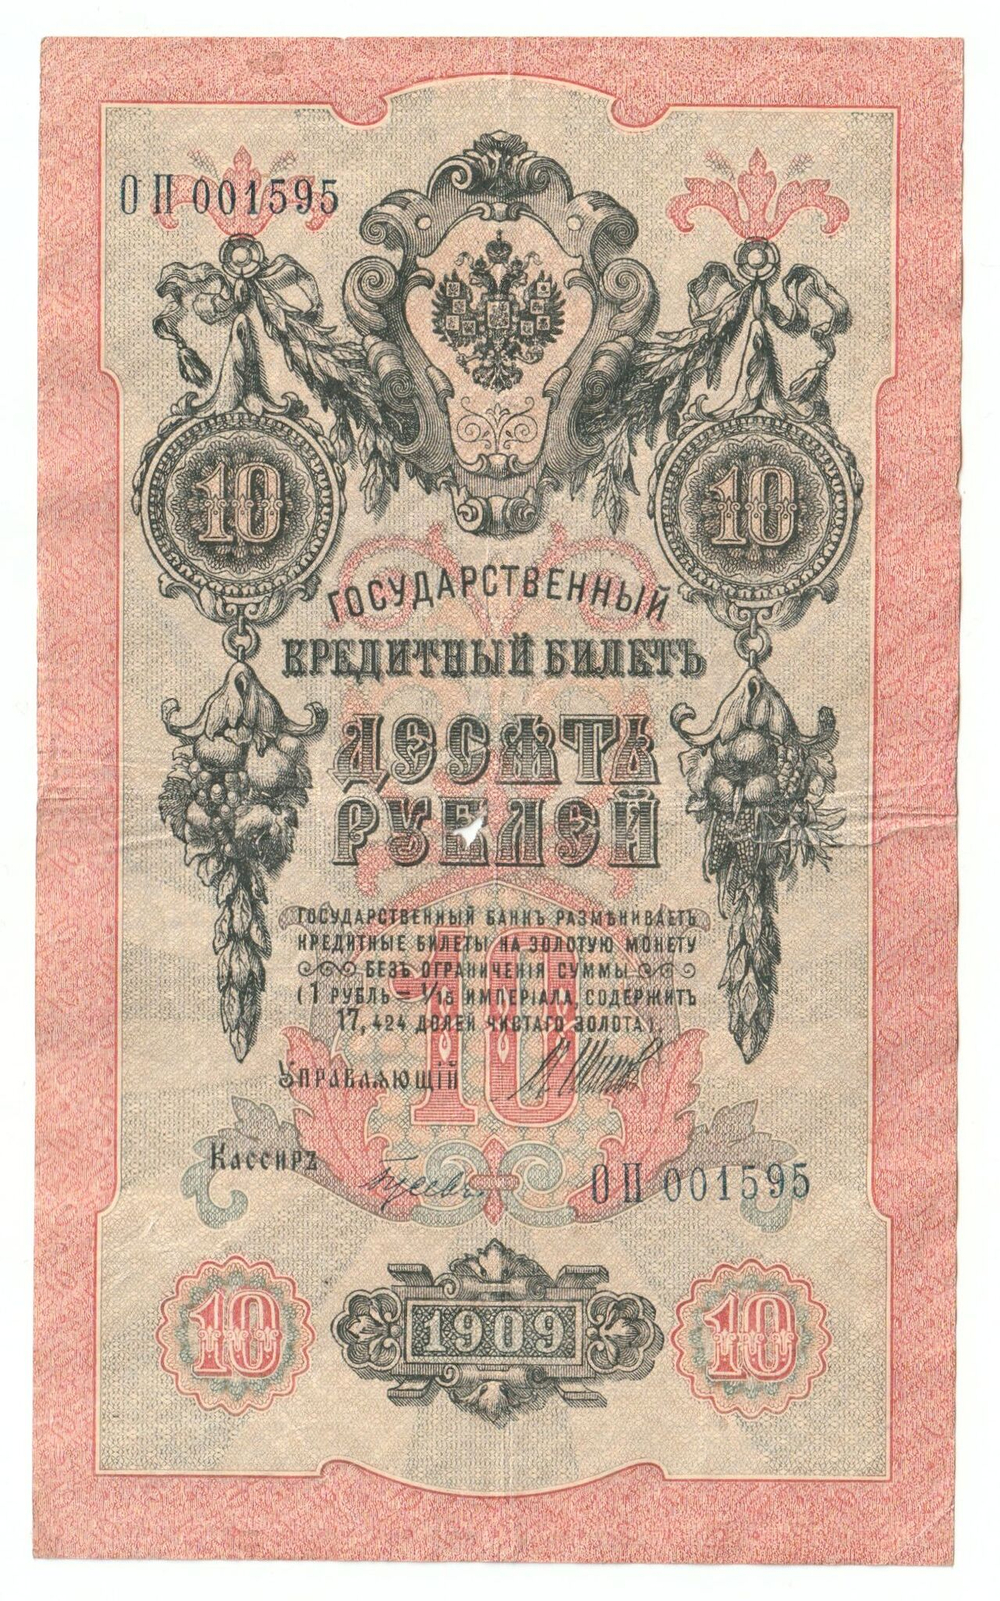 ОП 001595
10 10
ГОСУДАРСТВЕННЫЙ
КРЕДИТНЫЙ БИЛЕТЪ
ДЕСЯТЬ
РУБЛЕЙ
ГОСУДАРСТВЕННЫЙ БАНКЪ РАЗМѢНИВАЕТЪ
КРЕДИТНЫЕ БИЛЕТЫ НА ЗОЛОТУЮ МОНЕТУ
БЕЗЪ ОГРАНИЧЕНІЯ СУММЫ
(1 РУБЛЬ = 1/15 ИМПЕРІАЛА, СОДЕРЖИТЪ
17,424 ДОЛЕЙ ЧИСТАГО ЗОЛОТА).
10
УПРАВЛЯЮЩІЙ
Кассиръ
ОП 001595
10 1909 10